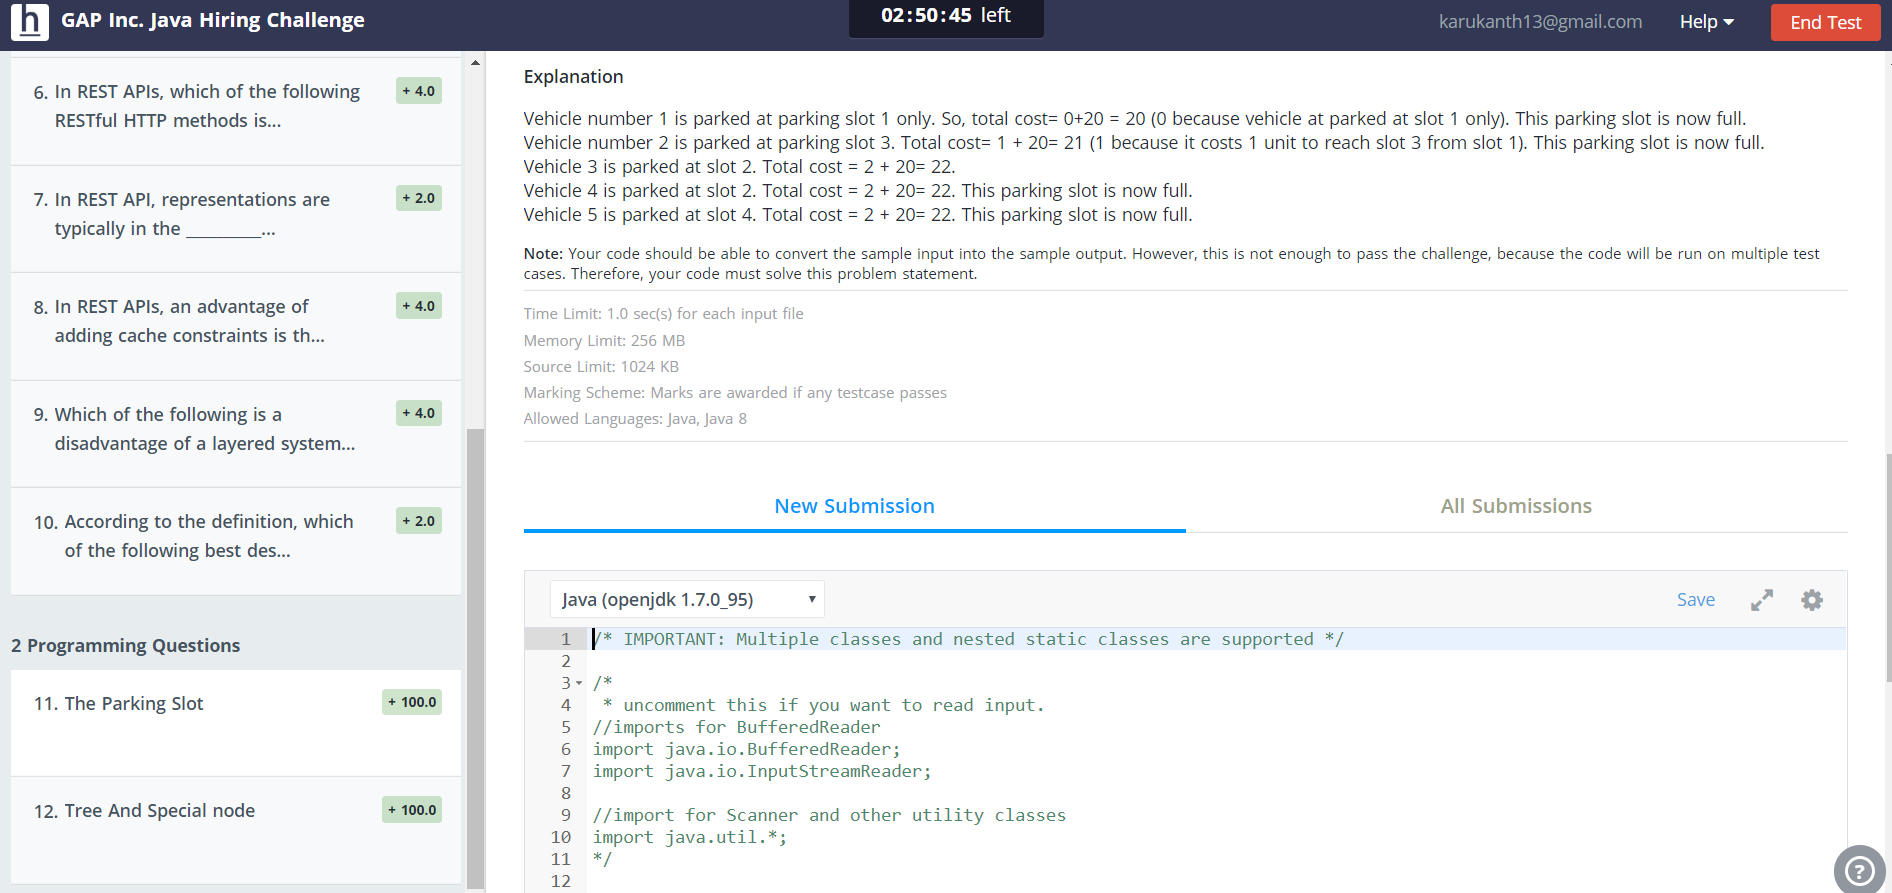 h GAP Inc. Java Hiring Challenge
02:50:45 left
karukanth13@gmail.com
Help
End Test
6. In REST APIs, which of the following
RESTful HTTP methods is...
+ 4.0
7. In REST API, representations are
typically in the _________...
+ 2.0
8. In REST APIs, an advantage of
adding cache constraints is th...
+ 4.0
9. Which of the following is a
disadvantage of a layered system...
+ 4.0
10. According to the definition, which
of the following best des...
+ 2.0
2 Programming Questions
11. The Parking Slot
+ 100.0
12. Tree And Special node
+ 100.0
Explanation
Vehicle number 1 is parked at parking slot 1 only. So, total cost= 0+20 = 20 (0 because vehicle at parked at slot 1 only). This parking slot is now full.
Vehicle number 2 is parked at parking slot 3. Total cost= 1 + 20= 21 (1 because it costs 1 unit to reach slot 3 from slot 1). This parking slot is now full.
Vehicle 3 is parked at slot 2. Total cost = 2 + 20= 22.
Vehicle 4 is parked at slot 2. Total cost = 2 + 20= 22. This parking slot is now full.
Vehicle 5 is parked at slot 4. Total cost = 2 + 20= 22. This parking slot is now full.
Note: Your code should be able to convert the sample input into the sample output. However, this is not enough to pass the challenge, because the code will be run on multiple test
cases. Therefore, your code must solve this problem statement.
Time Limit: 1.0 sec(s) for each input file
Memory Limit: 256 MB
Source Limit: 1024 KB
Marking Scheme: Marks are awarded if any testcase passes
Allowed Languages: Java, Java 8
New Submission
All Submissions
Java (openjdk 1.7.0_95)
Save
1 /* IMPORTANT: Multiple classes and nested static classes are supported */
2
3 /*
4  * uncomment this if you want to read input.
5 //imports for BufferedReader
6 import java.io.BufferedReader;
7 import java.io.InputStreamReader;
8
9 //import for Scanner and other utility classes
10 import java.util.*;
11 */
12
?